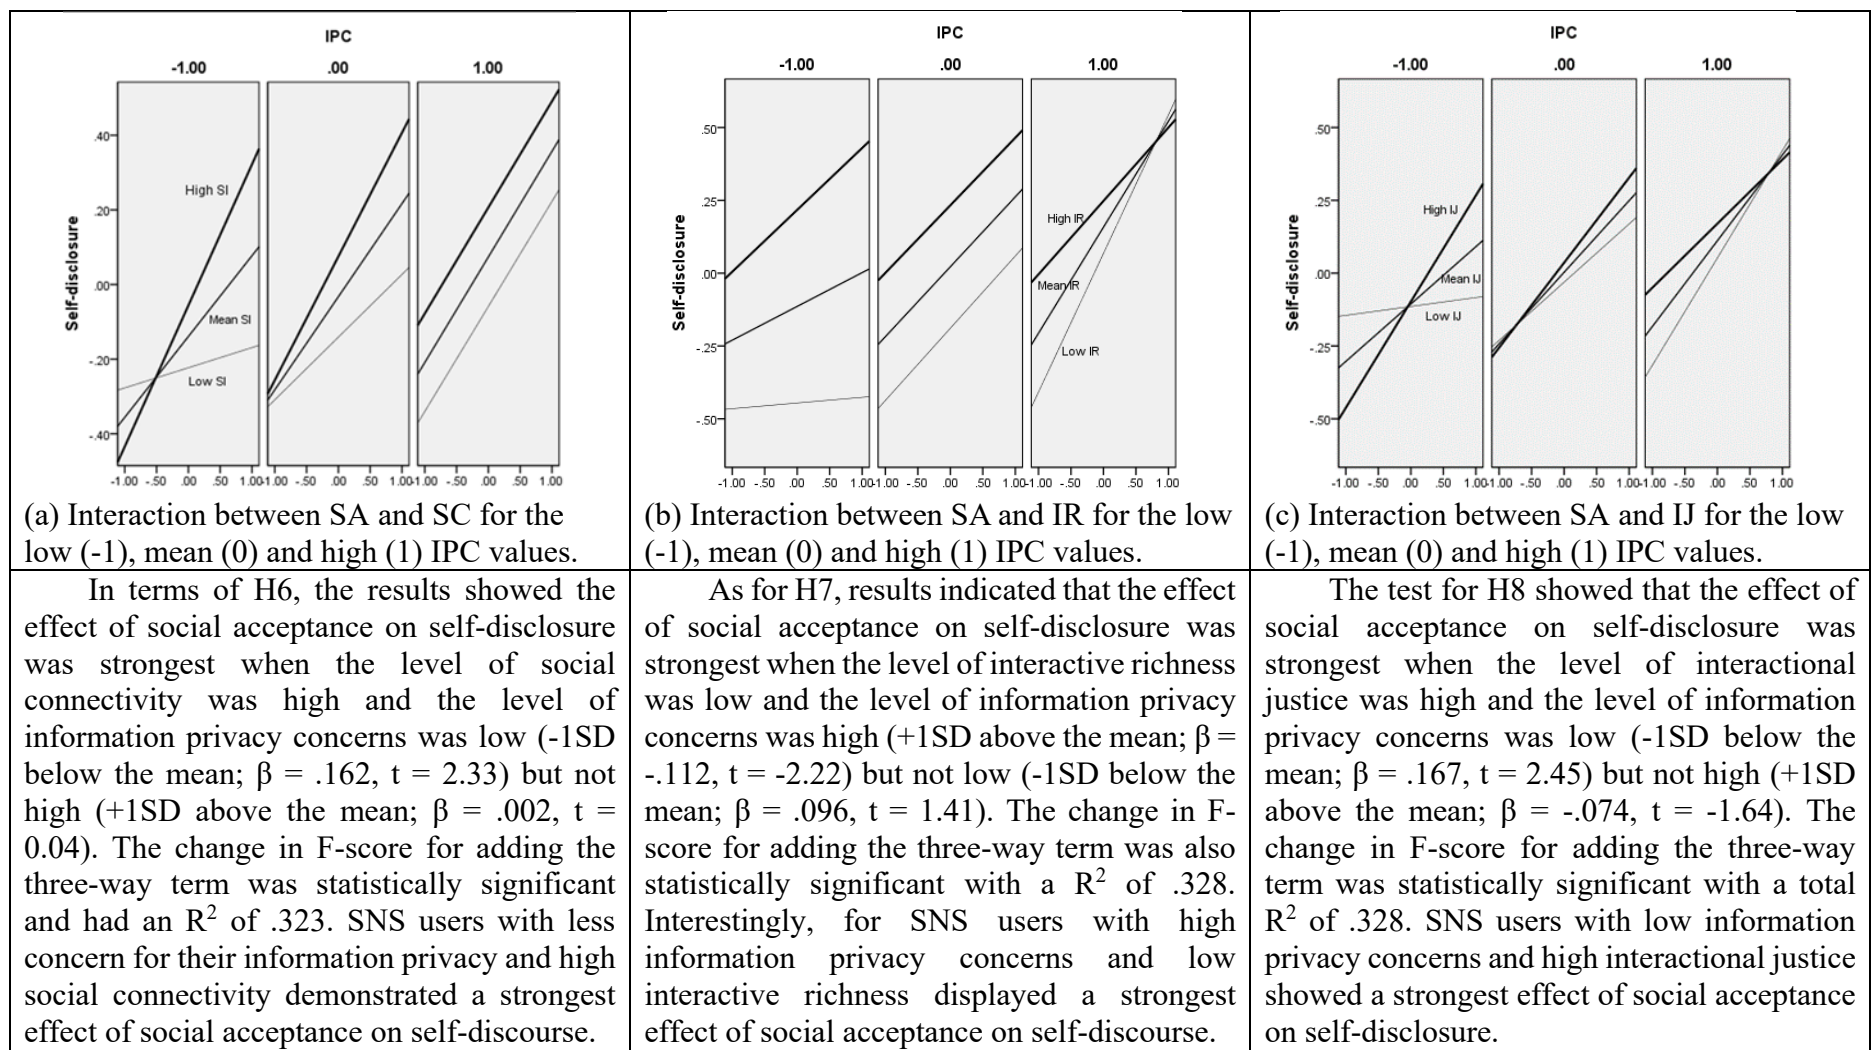 IPC
-1.00 .00 1.00
.40
.20
.00
-.20
-.40
Self-disclosure
High SI
Mean SI
Low SI
-1.00 -.50 .00 .50 1.00 -1.00 -.50 .00 .50 1.00 -1.00 -.50 .00 .50 1.00
(a) Interaction between SA and SC for the
low (-1), mean (0) and high (1) IPC values.
IPC
-1.00 .00 1.00
.50
.25
.00
-.25
-.50
Self-disclosure
High IR
Mean IR
Low IR
-1.00 -.50 .00 .50 1.00 -1.00 -.50 .00 .50 1.00 -1.00 -.50 .00 .50 1.00
(b) Interaction between SA and IR for the low
(-1), mean (0) and high (1) IPC values.
IPC
-1.00 .00 1.00
.50
.25
.00
-.25
-.50
Self-disclosure
High IJ
Mean IJ
Low IJ
-1.00 -.50 .00 .50 1.00 -1.00 -.50 .00 .50 1.00 -1.00 -.50 .00 .50 1.00
(c) Interaction between SA and IJ for the low
(-1), mean (0) and high (1) IPC values.
In terms of H6, the results showed the
effect of social acceptance on self-disclosure
was strongest when the level of social
connectivity was high and the level of
information privacy concerns was low (-1SD
below the mean; β = .162, t = 2.33) but not
high (+1SD above the mean; β = .002, t =
0.04). The change in F-score for adding the
three-way term was statistically significant
and had an R² of .323. SNS users with less
concern for their information privacy and high
social connectivity demonstrated a strongest
effect of social acceptance on self-discourse.
As for H7, results indicated that the effect
of social acceptance on self-disclosure was
strongest when the level of interactive richness
was low and the level of information privacy
concerns was high (+1SD above the mean; β =
-.112, t = -2.22) but not low (-1SD below the
mean; β = .096, t = 1.41). The change in F-
score for adding the three-way term was also
statistically significant with a R² of .328.
Interestingly, for SNS users with high
information privacy concerns and low
interactive richness displayed a strongest
effect of social acceptance on self-discourse.
The test for H8 showed that the effect of
social acceptance on self-disclosure was
strongest when the level of interactional
justice was high and the level of information
privacy concerns was low (-1SD below the
mean; β = .167, t = 2.45) but not high (+1SD
above the mean; β = -.074, t = -1.64). The
change in F-score for adding the three-way
term was statistically significant with a total
R² of .328. SNS users with low information
privacy concerns and high interactional justice
showed a strongest effect of social acceptance
on self-disclosure.